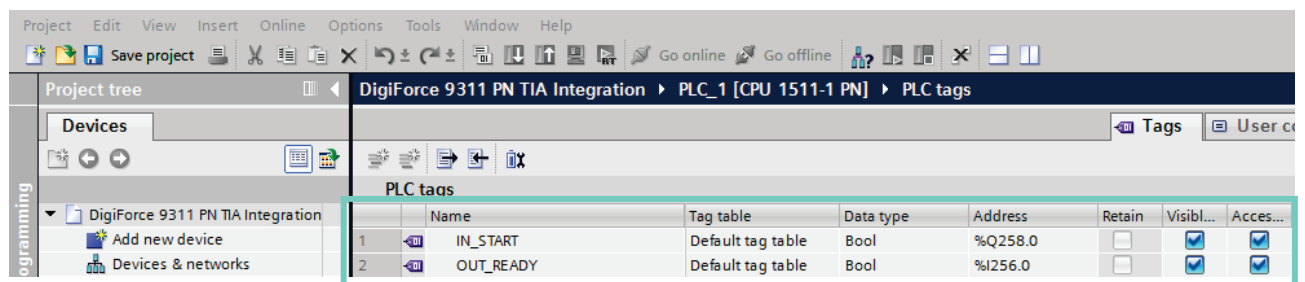 Project Edit View Insert Online Options Tools Window Help
Save project Go online Go offline
Project tree DigiForce 9311 PN TIA Integration PLC_1 [CPU 1511-1 PN] PLC tags
Devices Tags User co
PLC tags
Name Tag table Data type Address Retain Visibl... Acces...
DigiForce 9311 PN TIA Integration
1 IN_START Default tag table Bool %Q258.0
Add new device
2 OUT_READY Default tag table Bool %I256.0
Devices & networks
ogramming